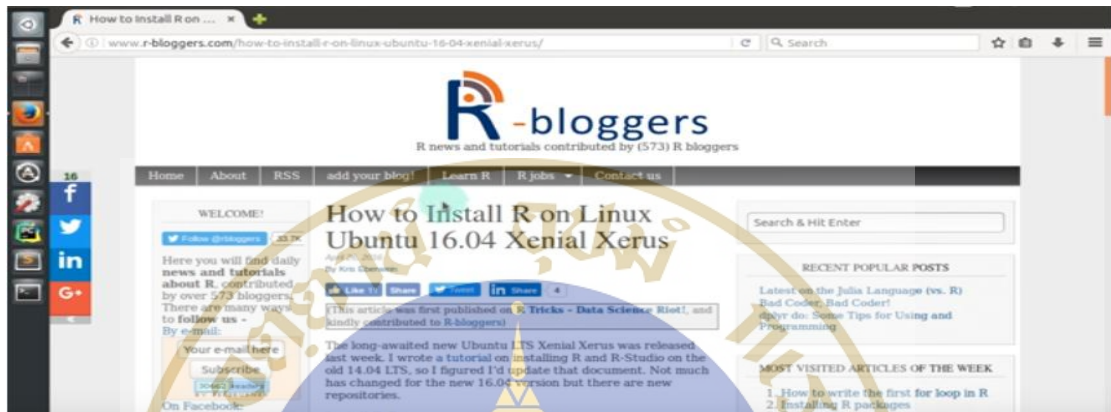 How to Install R on ...
www.r-bloggers.com/how-to-install-r-on-linux-ubuntu-16-04-xenial-xerus/
Search
R-bloggers
R news and tutorials contributed by (573) R bloggers
Home About RSS add your blog! Learn R R jobs Contact us
16
WELCOME!
Follow @rbloggers 33.7K
Here you will find daily
news and tutorials
about R, contributed
by over 573 bloggers.
There are many ways
to follow us -
By e-mail:
Your e-mail here
Subscribe
30662 readers
On Facebook:
How to Install R on Linux
Ubuntu 16.04 Xenial Xerus
By Kris Eberwein
Like Share Tweet Share 4
(This article was first published on R Tricks – Data Science Riot!, and
kindly contributed to R-bloggers)
The long-awaited new Ubuntu LTS Xenial Xerus was released
last week. I wrote a tutorial on installing R and R-Studio on the
old 14.04 LTS, so I figured I'd update that document. Not much
has changed for the new 16.04 version but there are new
repositories.
Search & Hit Enter
RECENT POPULAR POSTS
Latest on the Julia Language (vs. R)
Bad Coder, Bad Coder!
dplyr do: Some Tips for Using and
Programming
MOST VISITED ARTICLES OF THE WEEK
1. How to write the first for loop in R
2. Installing R packages